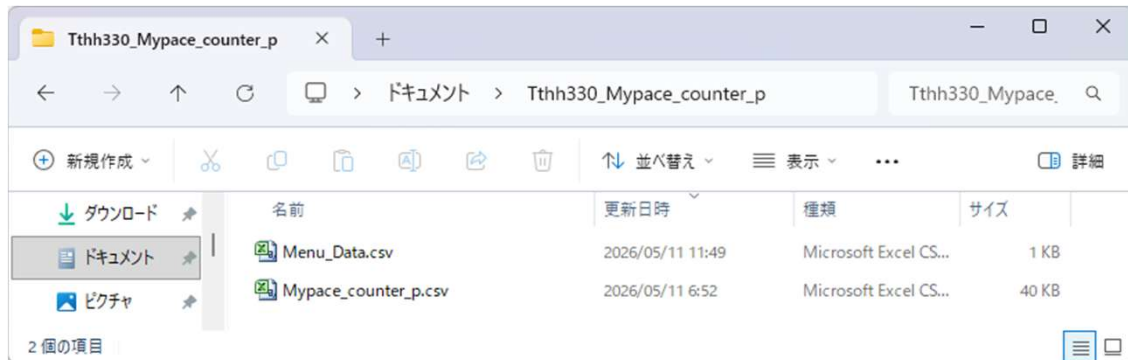 Tthh330_Mypace_counter_p
ドキュメント > Tthh330_Mypace_counter_p Tthh330_Mypace_
新規作成 並べ替え 表示 ... 詳細
ダウンロード 名前 更新日時 種類 サイズ
ドキュメント Menu_Data.csv 2026/05/11 11:49 Microsoft Excel CS... 1 KB
ピクチャ Mypace_counter_p.csv 2026/05/11 6:52 Microsoft Excel CS... 40 KB
2 個の項目